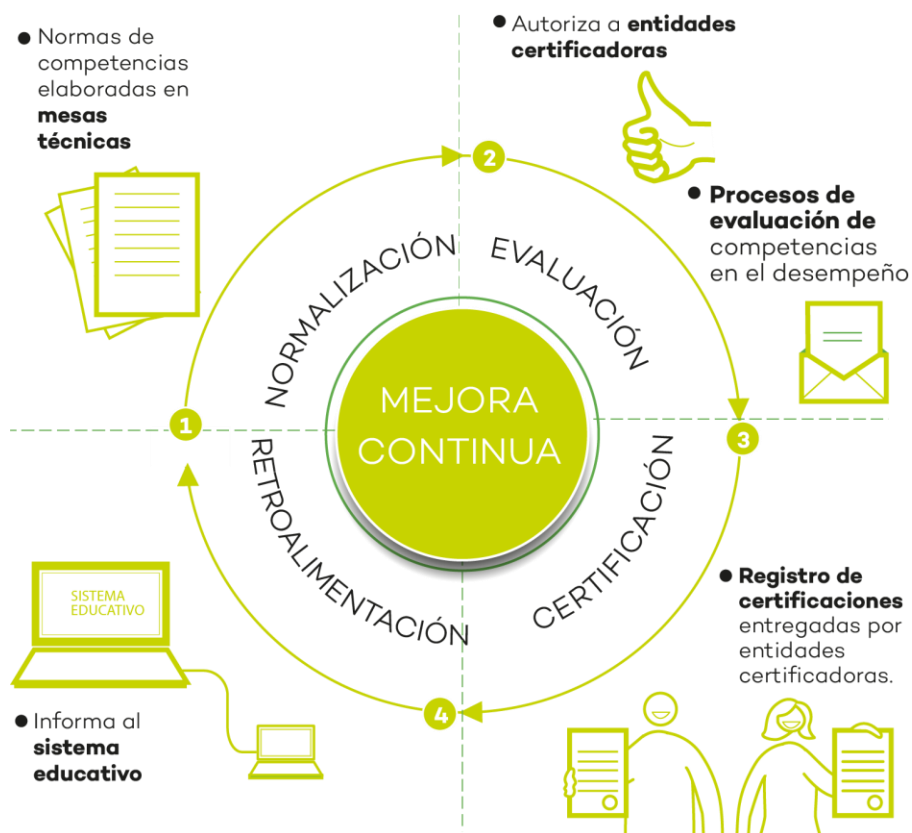 ● Normas de
competencias
elaboradas en
mesas
técnicas
● Autoriza a entidades
certificadoras
● Procesos de
evaluación de
competencias
en el desempeño
1
NORMALIZACIÓN
2
EVALUACIÓN
MEJORA
CONTINUA
3
CERTIFICACIÓN
4
RETROALIMENTACIÓN
● Registro de
certificaciones
entregadas por
entidades
certificadoras.
SISTEMA
EDUCATIVO
● Informa al
sistema
educativo